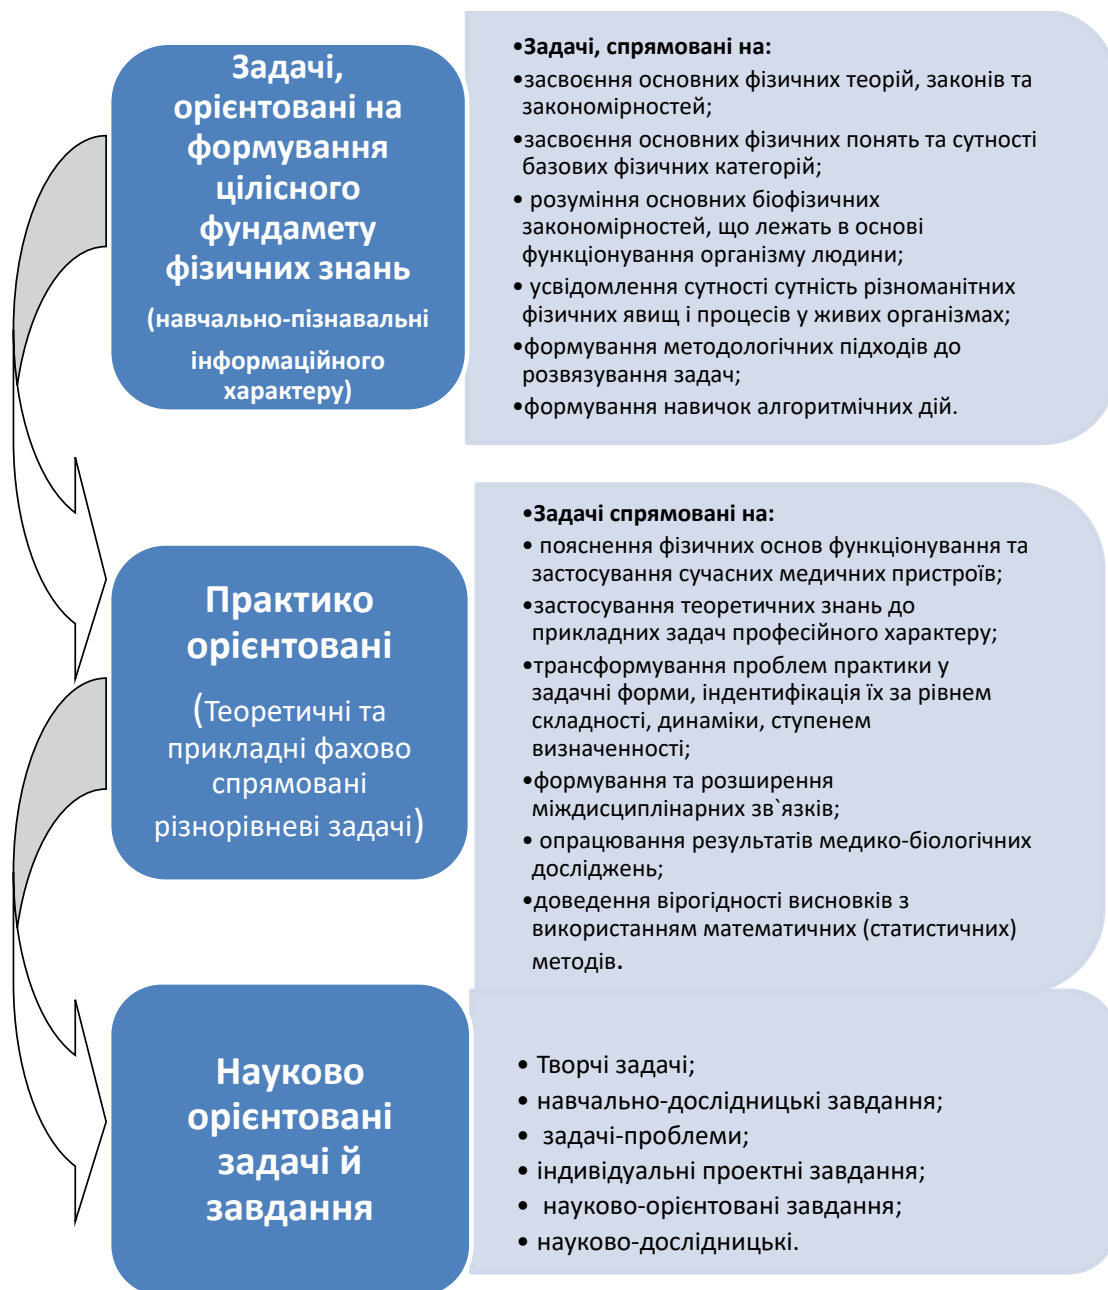 Задачі,
орієнтовані на
формування
цілісного
фундамету
фізичних знань
(навчально-пізнавальні
інформаційного
характеру)
•Задачі, спрямовані на:
•засвоєння основних фізичних теорій, законів та
закономірностей;
•засвоєння основних фізичних понять та сутності
базових фізичних категорій;
• розуміння основних біофізичних
закономірностей, що лежать в основі
функціонування організму людини;
• усвідомлення сутності сутність різноманітних
фізичних явищ і процесів у живих організмах;
•формування методологічних підходів до
розвязування задач;
•формування навичок алгоритмічних дій.
Практико
орієнтовані
(Теоретичні та
прикладні фахово
спрямовані
різнорівневі задачі)
•Задачі спрямовані на:
• пояснення фізичних основ функціонування та
застосування сучасних медичних пристроїв;
•застосування теоретичних знань до
прикладних задач професійного характеру;
•трансформування проблем практики у
задачні форми, індентифікація їх за рівнем
складності, динаміки, ступенем
визначенності;
•формування та розширення
міждисциплінарних зв`язків;
• опрацювання результатів медико-біологічних
досліджень;
•доведення вірогідності висновків з
використанням математичних (статистичних)
методів.
Науково
орієнтовані
задачі й
завдання
• Творчі задачі;
• навчально-дослідницькі завдання;
• задачі-проблеми;
• індивідуальні проектні завдання;
• науково-орієнтовані завдання;
• науково-дослідницькі.